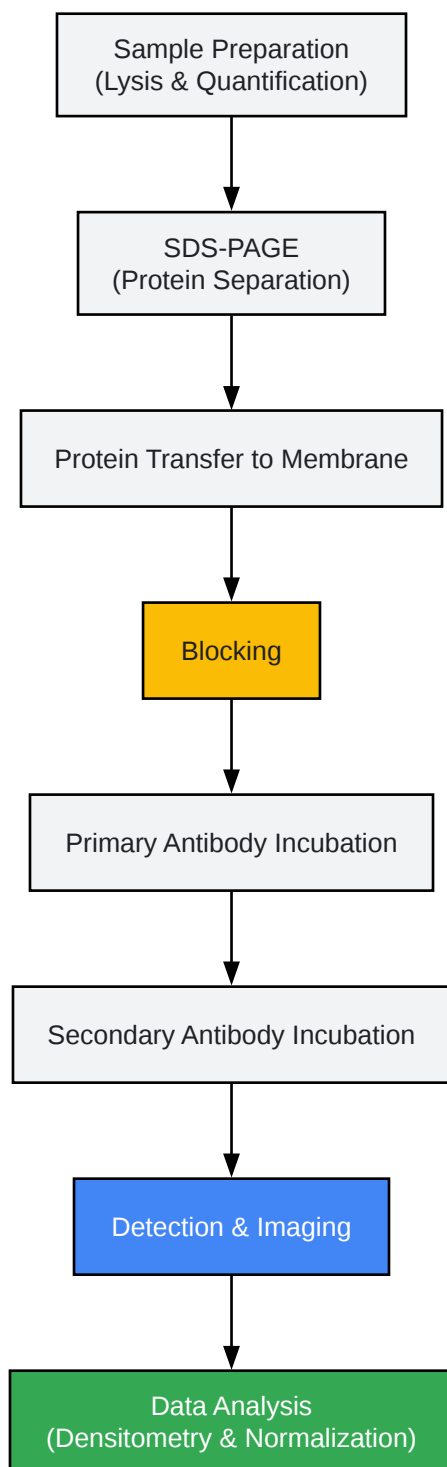 Sample Preparation
(Lysis & Quantification)
SDS-PAGE
(Protein Separation)
Protein Transfer to Membrane
Blocking
Primary Antibody Incubation
Secondary Antibody Incubation
Detection & Imaging
Data Analysis
(Densitometry & Normalization)